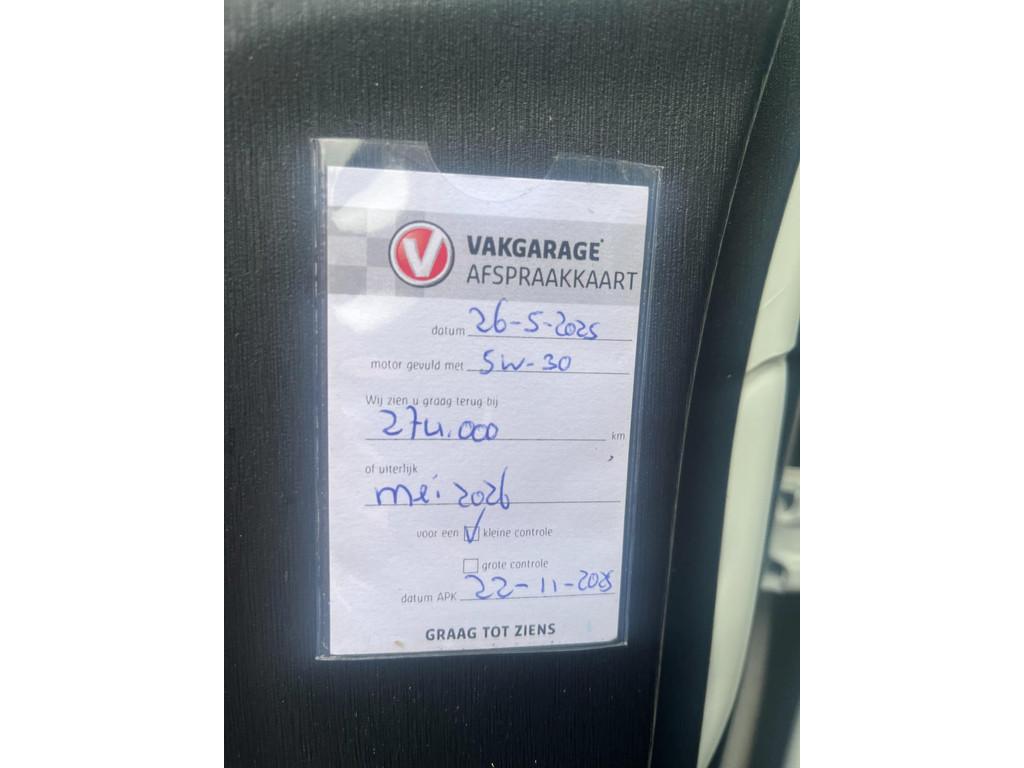 V VAKGARAGE
AFSPRAAKKAART
datum 26-5-2025
motor gevuld met 5W-30
Wij zien u graag terug bij
274.000 km
of uiterlijk
mei 2026
voor een kleine controle
grote controle
datum APK 22-11-2025
GRAAG TOT ZIENS